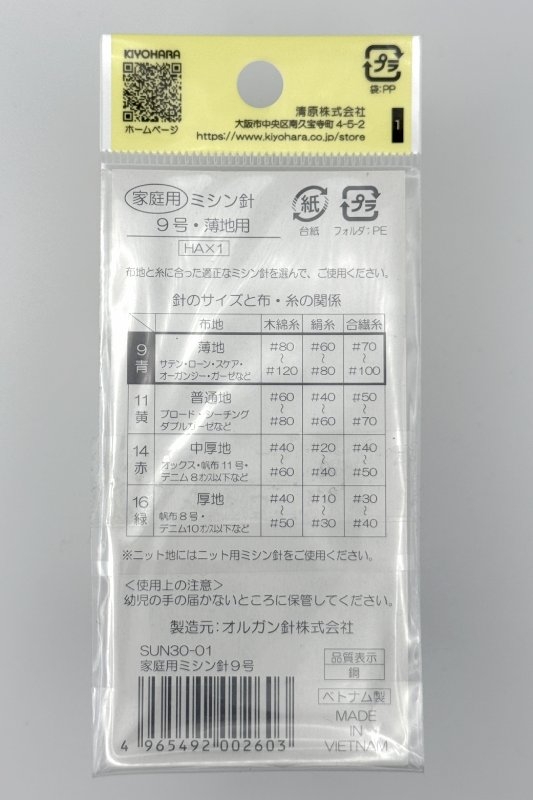 KIYOHARA
ホームページ
プラ
袋:PP
清原株式会社
大阪市中央区南久宝寺町4-5-2
https://www.kiyohara.co.jp/store
1
家庭用 ミシン針
9号・薄地用
HA×1
紙
台紙
プラ
フォルダ:PE
布地と糸に合った適正なミシン針を選んで、ご使用ください。
針のサイズと布・糸の関係
布地 木綿糸 絹糸 合繊糸
9 青 薄地 サテン・ローン・スケア・オーガンジー・ガーゼなど #80〜#120 #60〜#80 #70〜#100
11 黄 普通地 ブロード・シーチング ダブルガーゼなど #60〜#80 #40〜#60 #50〜#70
14 赤 中厚地 オックス・帆布11号・デニム8オンス以下など #40〜#60 #20〜#40 #40〜#50
16 緑 厚地 帆布8号・デニム10オンス以下など #40〜#50 #10〜#30 #30〜#40
※ニット地にはニット用ミシン針をご使用ください。
<使用上の注意>
幼児の手の届かないところに保管してください。
製造元:オルガン針株式会社
SUN30-01
家庭用ミシン針9号
品質表示
鋼
ベトナム製
MADE
IN
VIETNAM
4 965492 002603